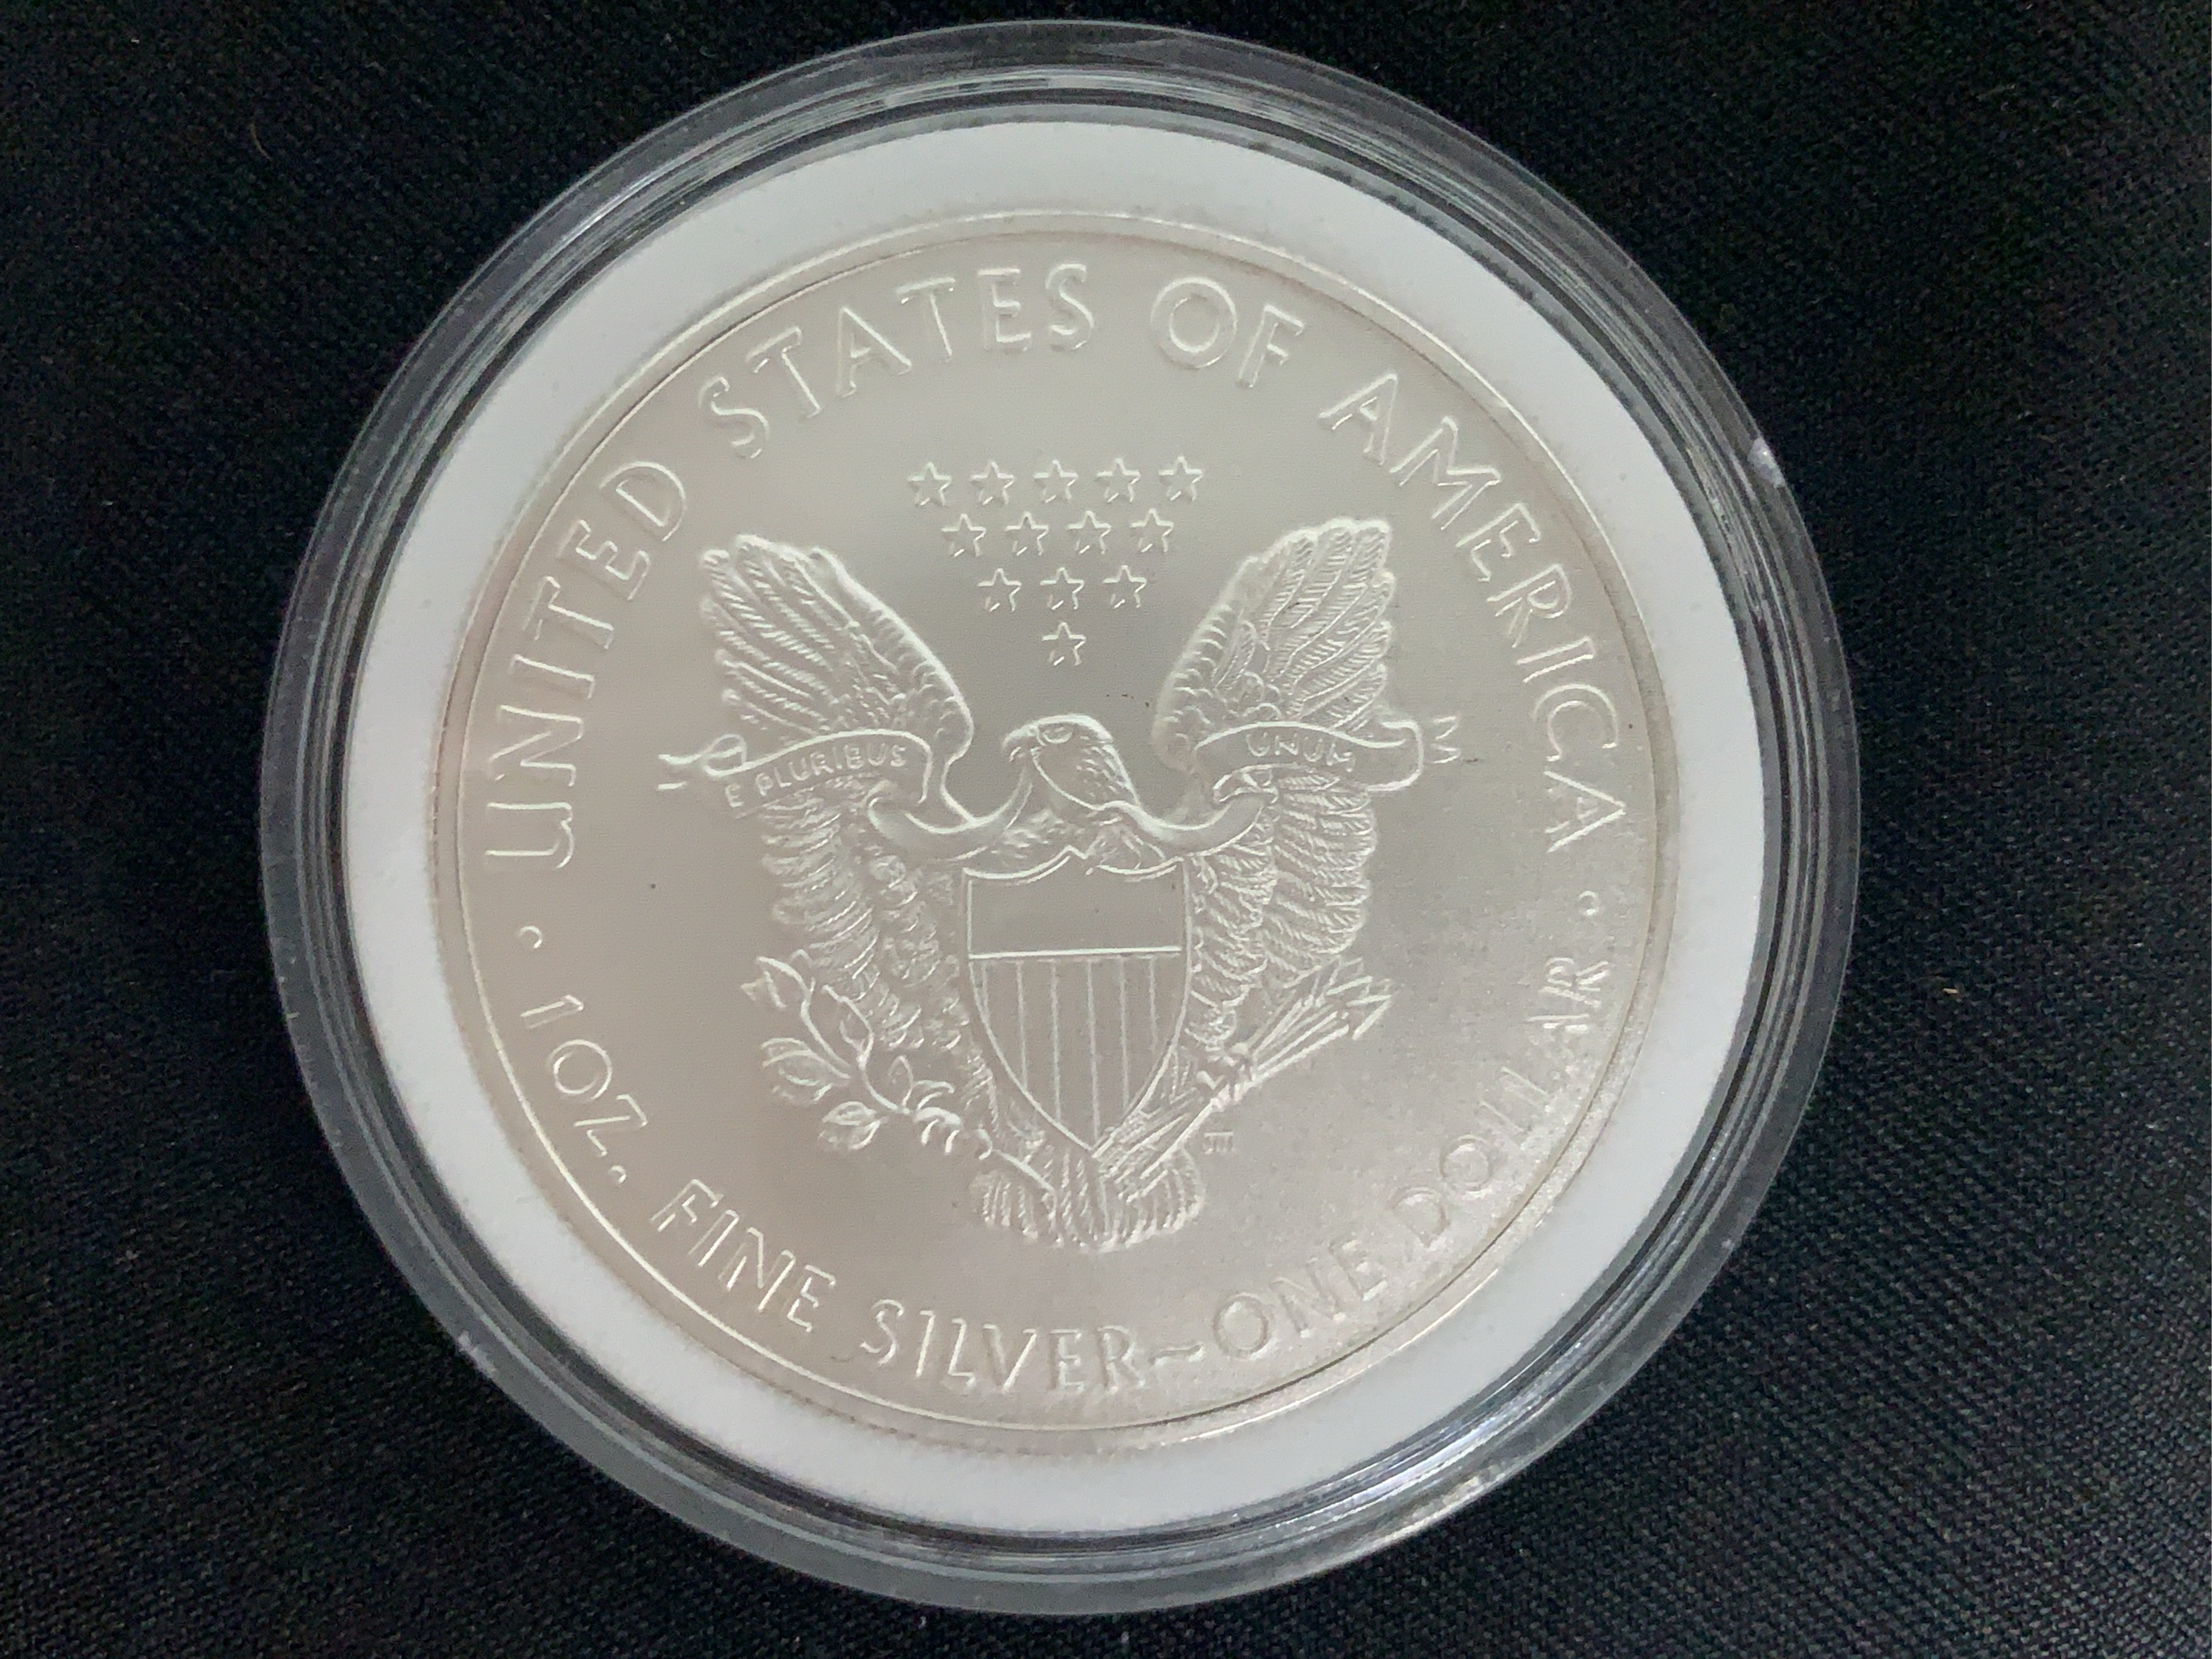 UNITED STATES OF AMERICA
E PLURIBUS UNUM
1 OZ. FINE SILVER~ONE DOLLAR